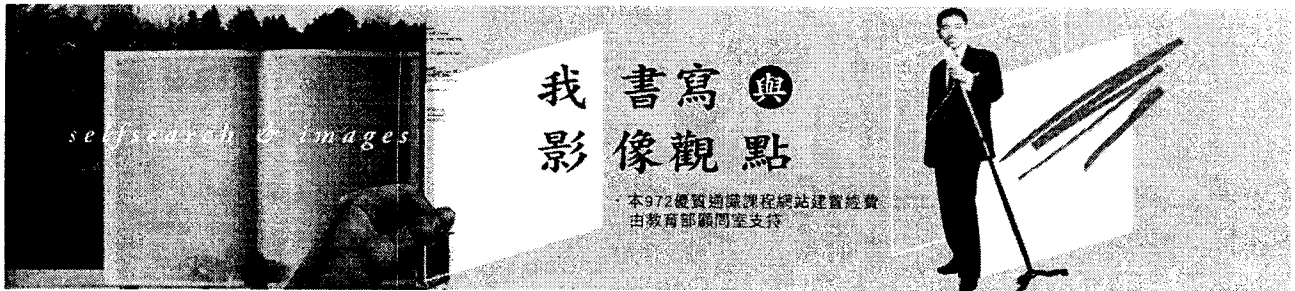 selfsearch & images
我 書寫 與
影 像觀 點
· 本972優質通識課程網站建置經費
由教育部顧問室支持